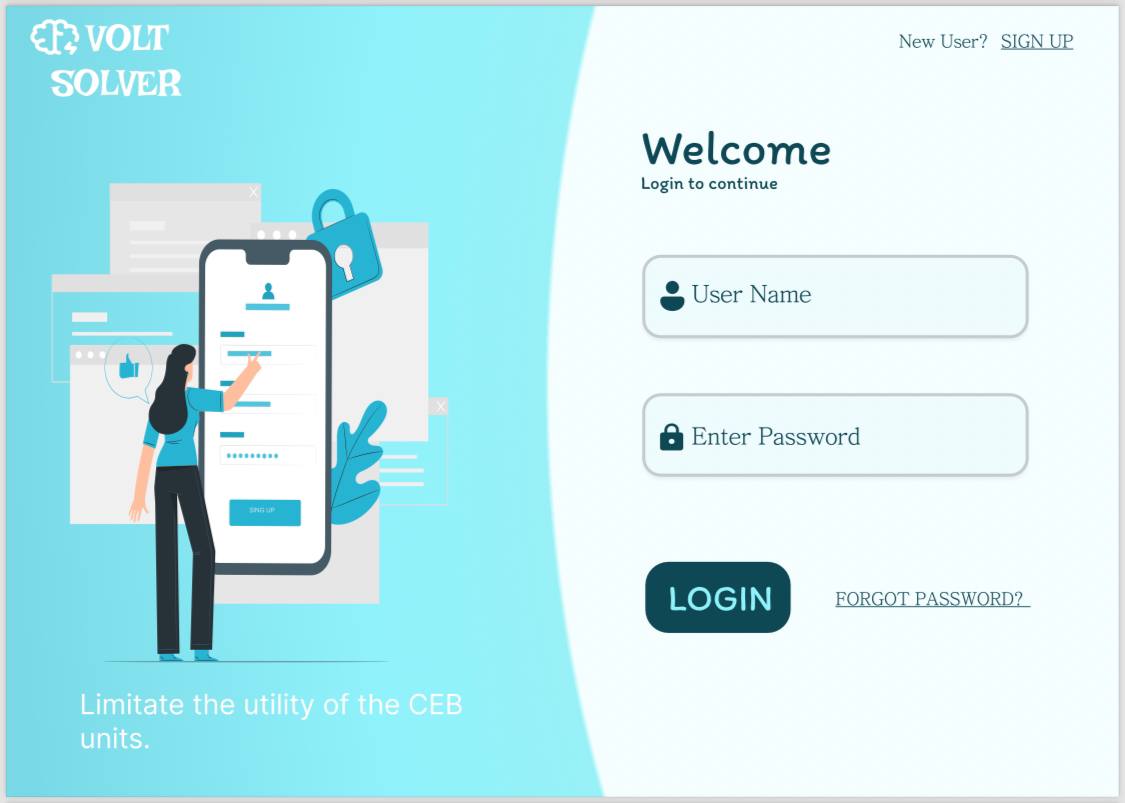 VOLT
SOLVER
New User? SIGN UP
Welcome
Login to continue
User Name
Enter Password
LOGIN
FORGOT PASSWORD?
X
X
SING UP
Limitate the utility of the CEB
units.